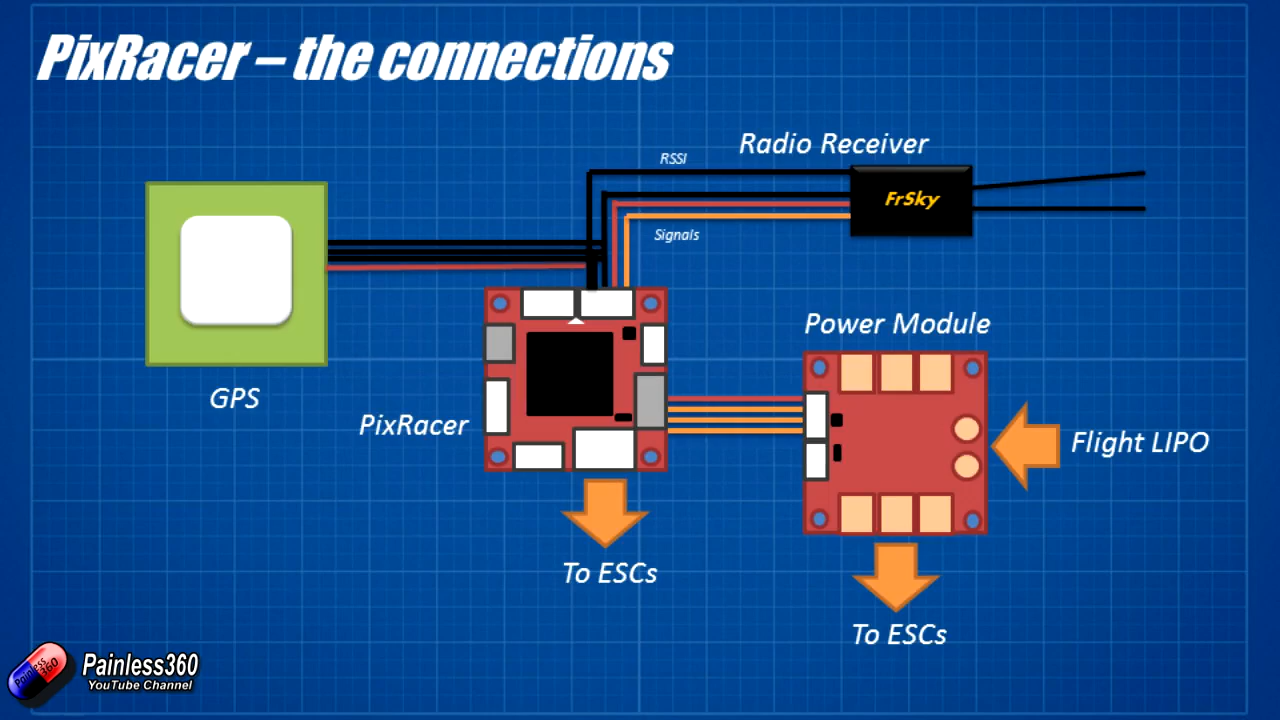 PixRacer – the connections
Radio Receiver
RSSI
FrSky
Signals
Power Module
GPS
PixRacer
Flight LIPO
To ESCs
To ESCs
Painless360
Painless360
YouTube Channel